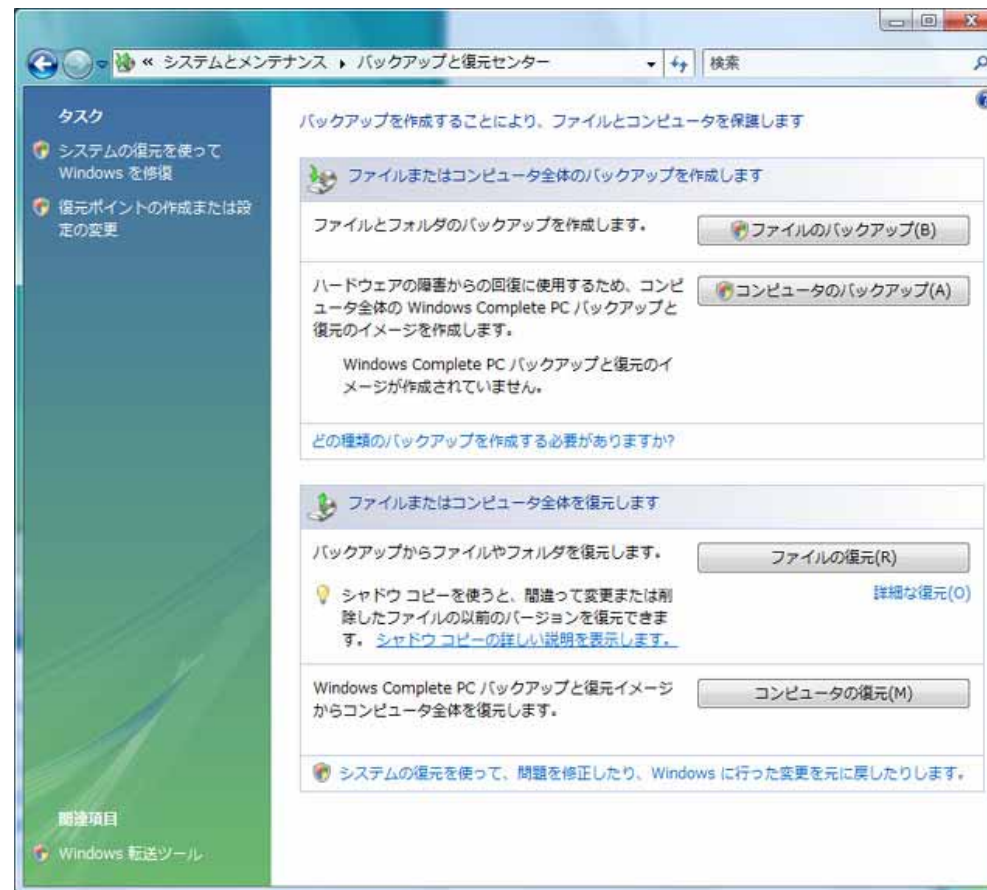 « システムとメンテナンス ▸ バックアップと復元センター
検索
タスク
システムの復元を使って
Windows を修復
復元ポイントの作成または設
定の変更
バックアップを作成することにより、ファイルとコンピュータを保護します
ファイルまたはコンピュータ全体のバックアップを作成します
ファイルとフォルダのバックアップを作成します。
ファイルのバックアップ(B)
ハードウェアの障害からの回復に使用するため、コンピ
ュータ全体の Windows Complete PC バックアップと
復元のイメージを作成します。
コンピュータのバックアップ(A)
Windows Complete PC バックアップと復元のイ
メージが作成されていません。
どの種類のバックアップを作成する必要がありますか?
ファイルまたはコンピュータ全体を復元します
バックアップからファイルやフォルダを復元します。
ファイルの復元(R)
シャドウ コピーを使うと、間違って変更または削
除したファイルの以前のバージョンを復元できま
す。 シャドウ コピーの詳しい説明を表示します。
詳細な復元(O)
Windows Complete PC バックアップと復元イメージ
からコンピュータ全体を復元します。
コンピュータの復元(M)
システムの復元を使って、問題を修正したり、Windows に行った変更を元に戻したりします。
関連項目
Windows 転送ツール